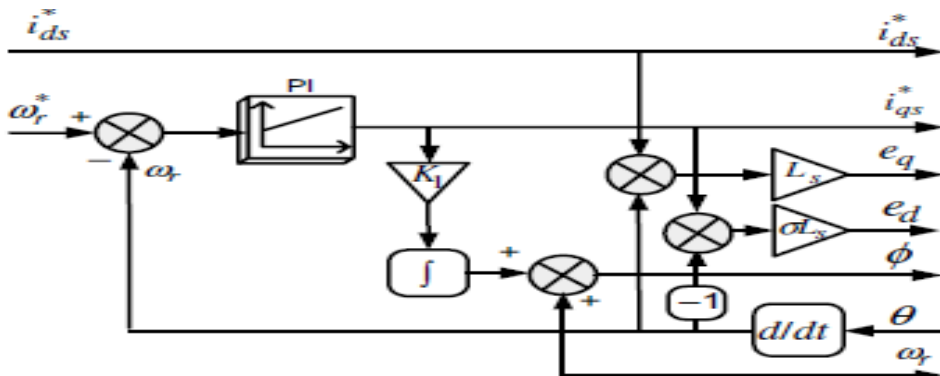 i*ds i*ds
PI
ω*r + i*qs
− ωr
K1 Ls eq
σLs ed
∫ + ϕ
+ −1
d/dt θ
ωr